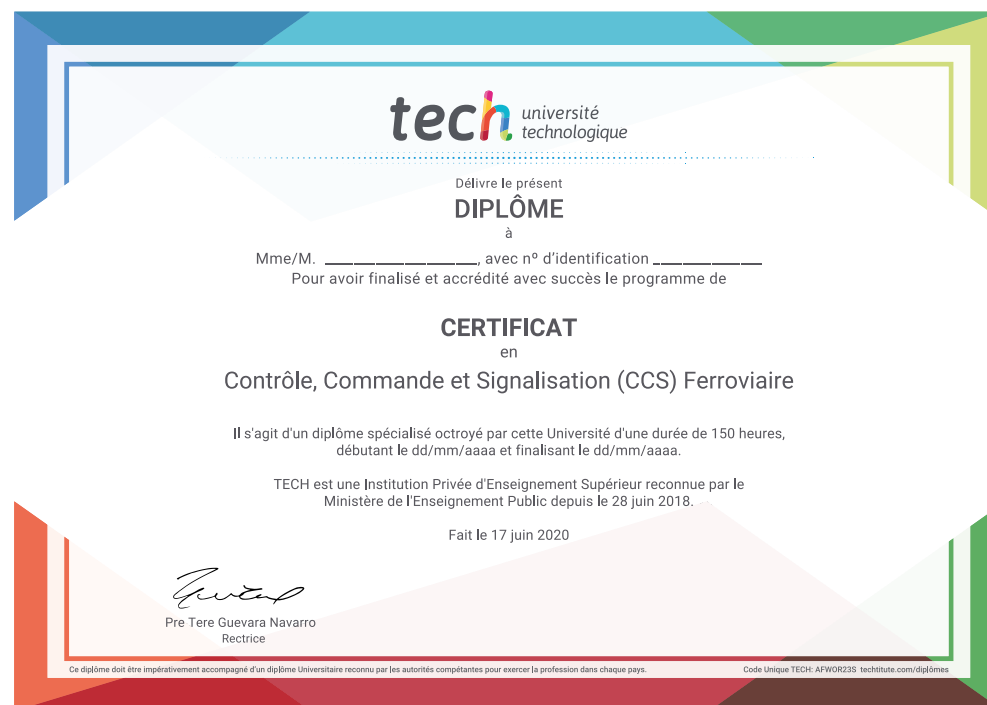 tech université
technologique
Délivre le présent
DIPLÔME
à
Mme/M. ____________________, avec nº d'identification ______________
Pour avoir finalisé et accrédité avec succès le programme de
CERTIFICAT
en
Contrôle, Commande et Signalisation (CCS) Ferroviaire
Il s'agit d'un diplôme spécialisé octroyé par cette Université d'une durée de 150 heures,
débutant le dd/mm/aaaa et finalisant le dd/mm/aaaa.
TECH est une Institution Privée d'Enseignement Supérieur reconnue par le
Ministère de l'Enseignement Public depuis le 28 juin 2018.
Fait le 17 juin 2020
Pre Tere Guevara Navarro
Rectrice
Ce diplôme doit être impérativement accompagné d'un diplôme Universitaire reconnu par les autorités compétantes pour exercer la profession dans chaque pays.
Code Unique TECH: AFWOR23S techtitute.com/diplômes